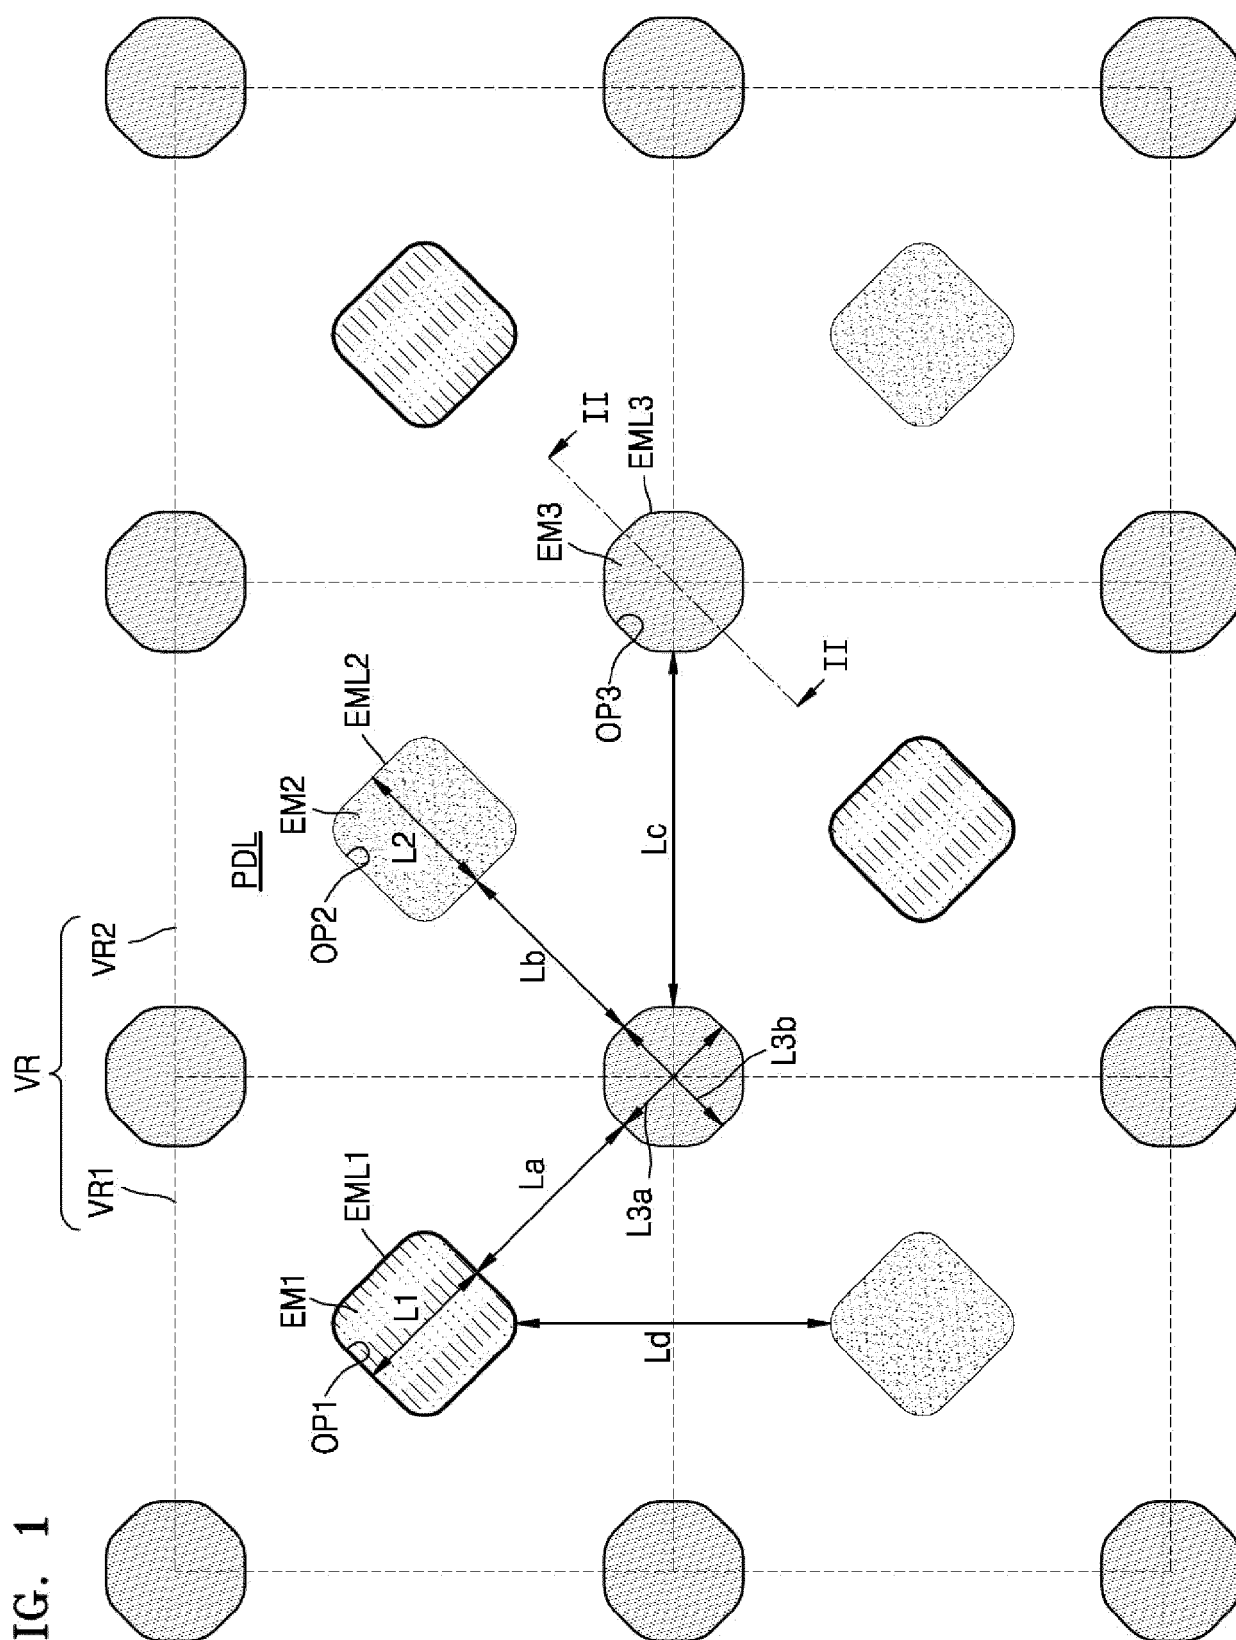 IG. 1
VR
VR1
VR2
PDL
OP1
EM1
EML1
OP2
EM2
EML2
L1
L2
La
Lb
OP3
EM3
EML3
II
Ld
L3a
L3b
Lc
II